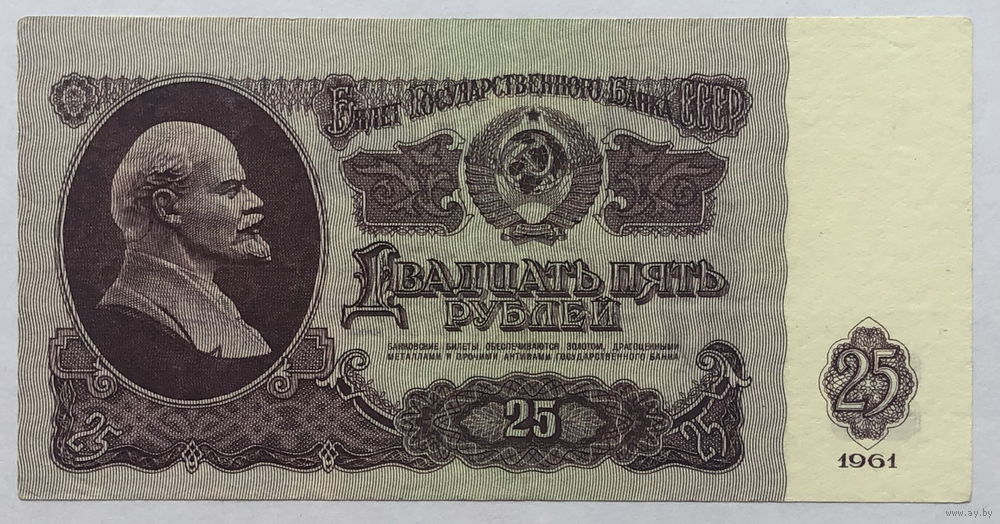 Билет Государственного Банка СССР
Двадцать пять
рублей
БАНКОВСКИЕ БИЛЕТЫ ОБЕСПЕЧИВАЮТСЯ ЗОЛОТОМ, ДРАГОЦЕННЫМИ
МЕТАЛЛАМИ И ПРОЧИМИ АКТИВАМИ ГОСУДАРСТВЕННОГО БАНКА
25
25
25
25
1961
www.ay.by